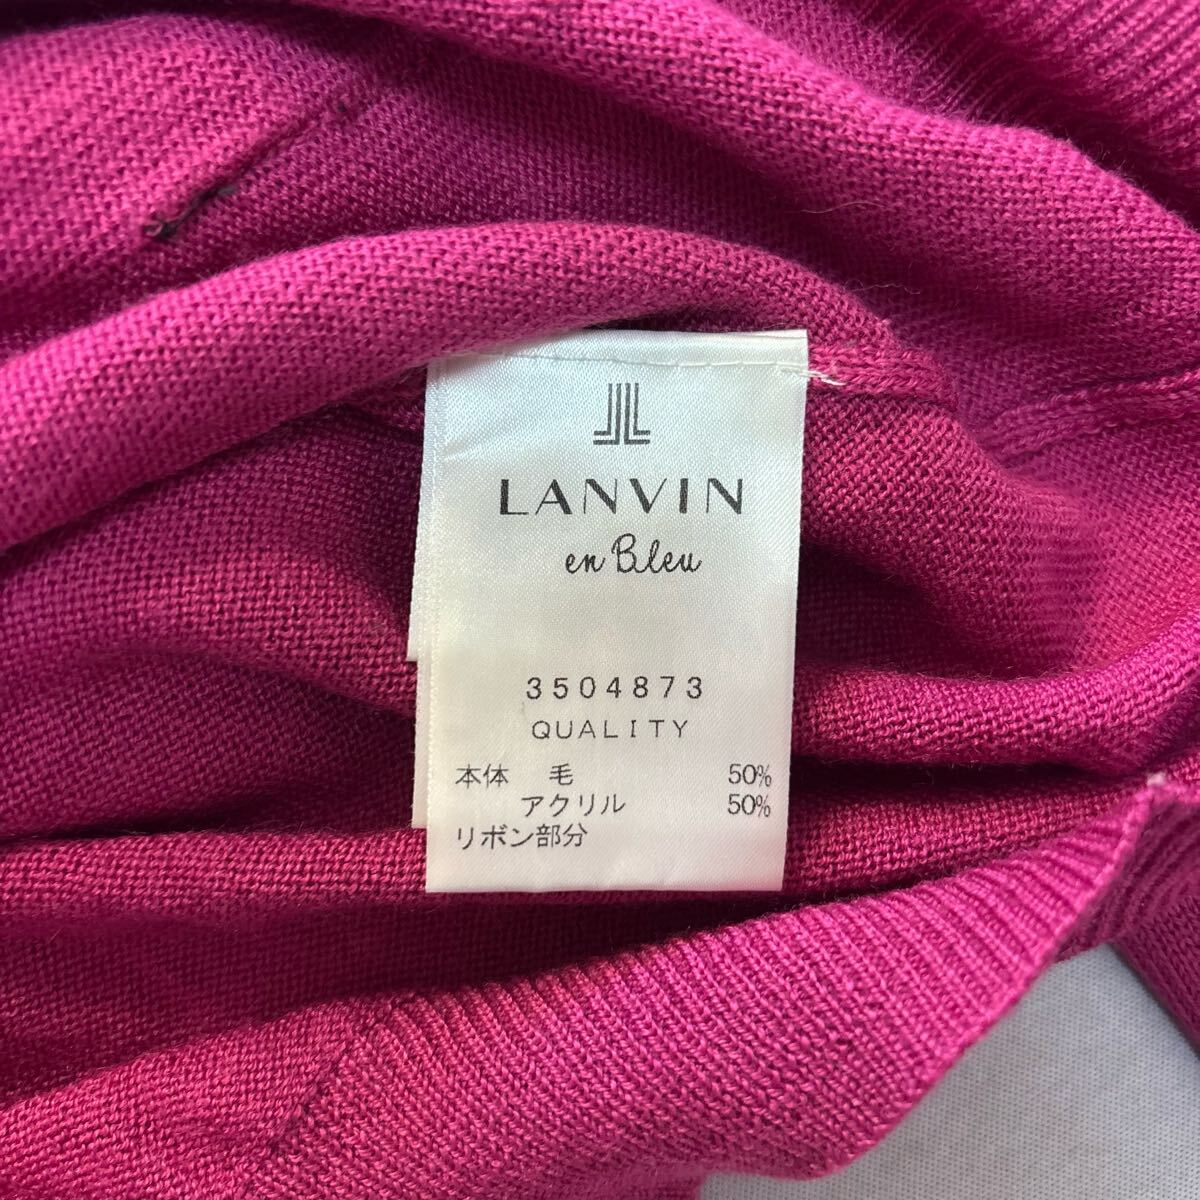 LANVIN
en Bleu
3504873
QUALITY
本体 毛 50%
アクリル 50%
リボン部分